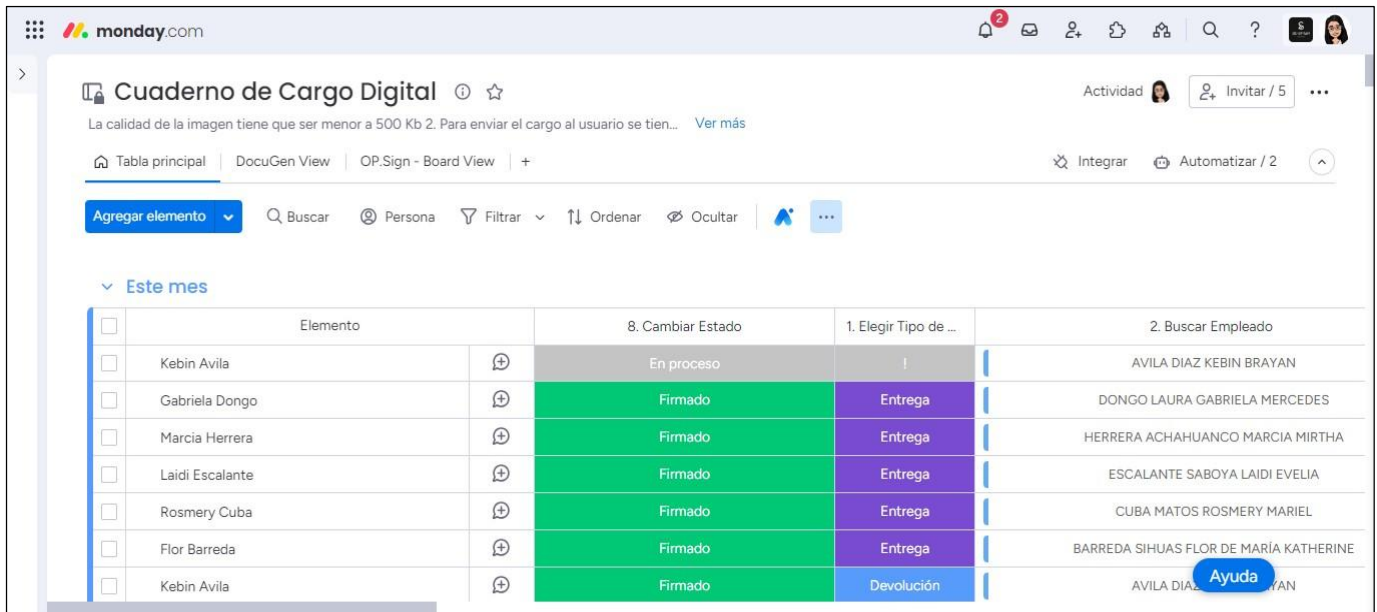 monday.com
2
Cuaderno de Cargo Digital
Actividad
Invitar / 5
La calidad de la imagen tiene que ser menor a 500 Kb 2. Para enviar el cargo al usuario se tien... Ver más
Tabla principal
DocuGen View
OP.Sign - Board View
+
Integrar
Automatizar / 2
Agregar elemento
Buscar
Persona
Filtrar
Ordenar
Ocultar
Este mes
Elemento 8. Cambiar Estado 1. Elegir Tipo de ... 2. Buscar Empleado
Kebin Avila En proceso ! AVILA DIAZ KEBIN BRAYAN
Gabriela Dongo Firmado Entrega DONGO LAURA GABRIELA MERCEDES
Marcia Herrera Firmado Entrega HERRERA ACHAHUANCO MARCIA MIRTHA
Laidi Escalante Firmado Entrega ESCALANTE SABOYA LAIDI EVELIA
Rosmery Cuba Firmado Entrega CUBA MATOS ROSMERY MARIEL
Flor Barreda Firmado Entrega BARREDA SIHUAS FLOR DE MARÍA KATHERINE
Kebin Avila Firmado Devolución AVILA DIAZ YAN
Ayuda